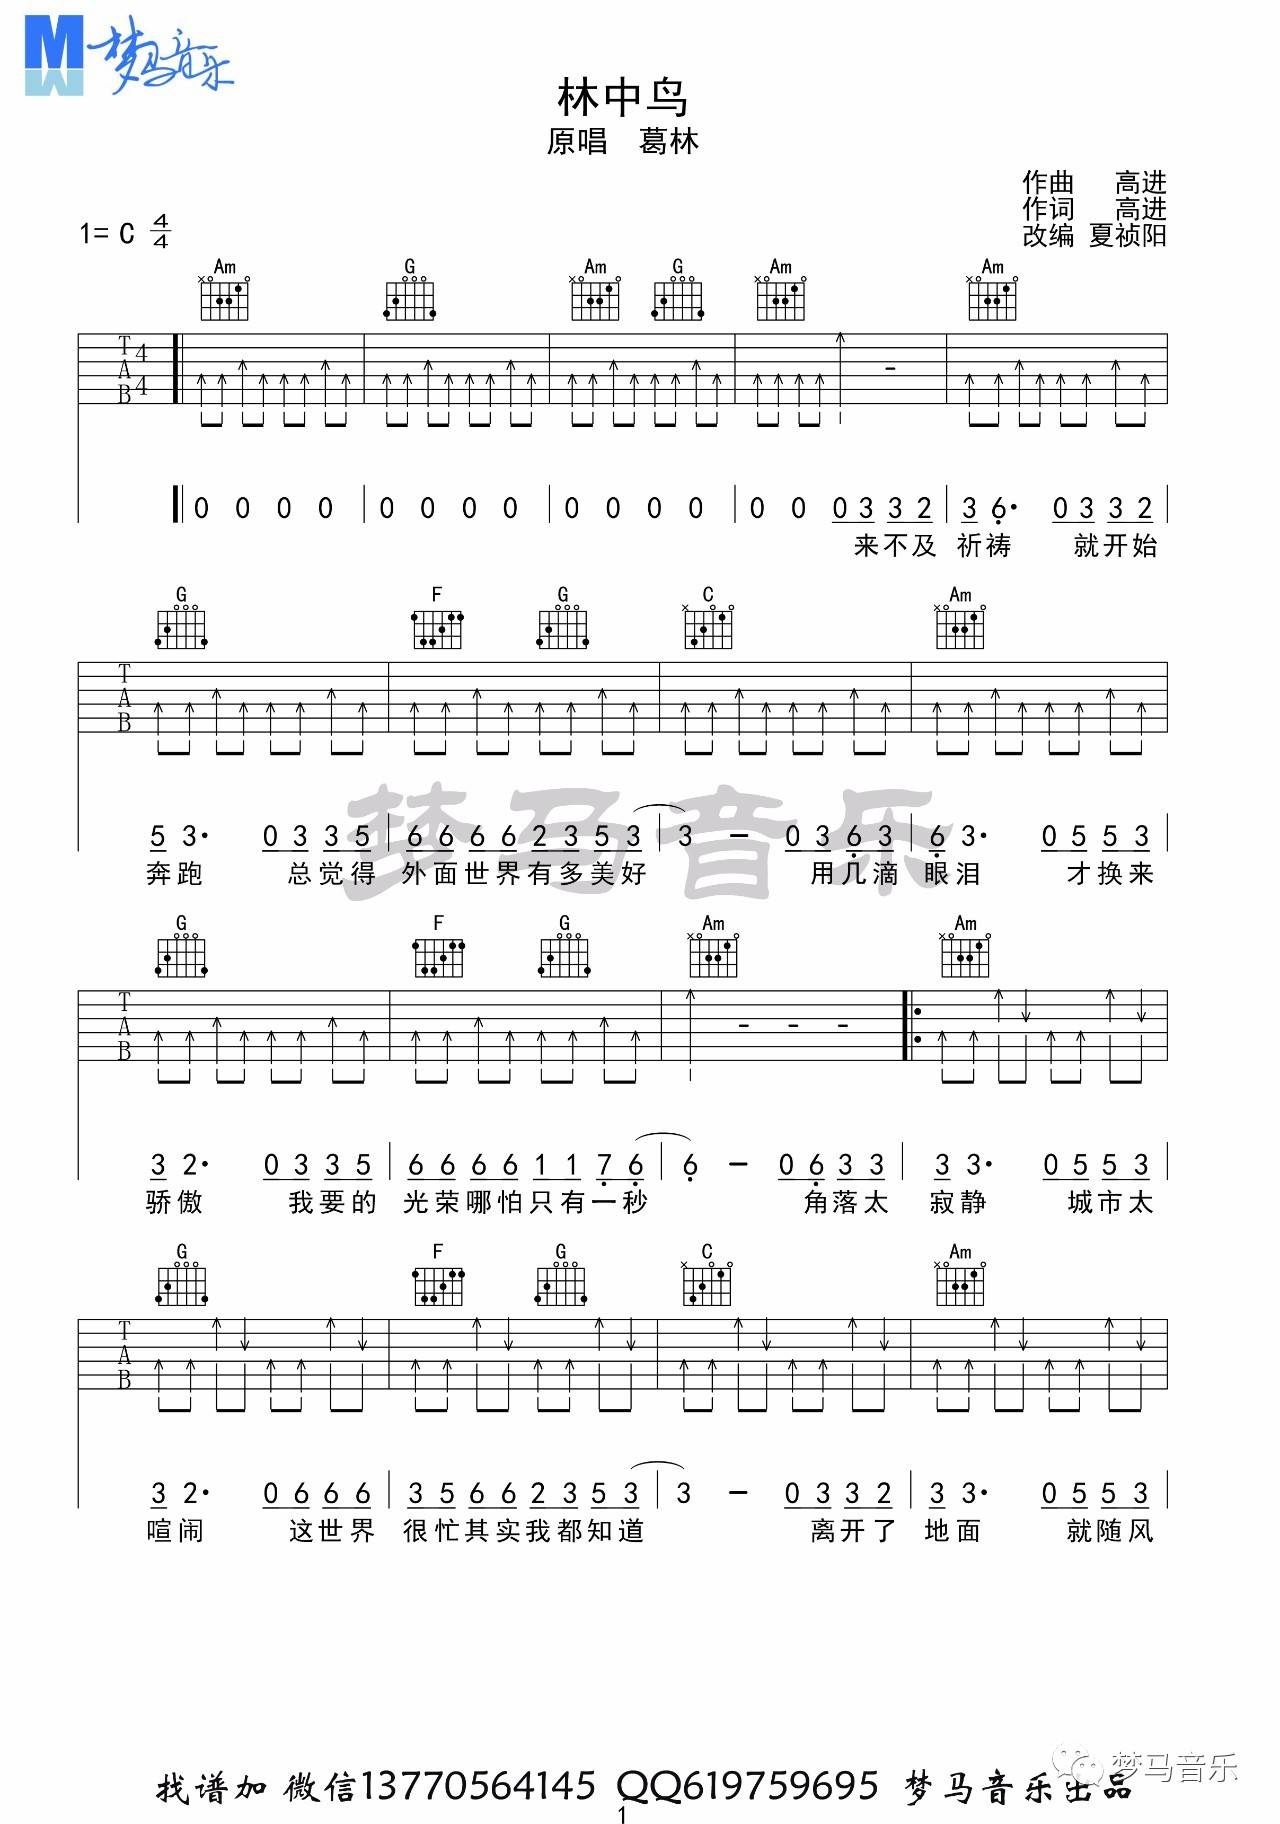 M 梦马音乐
林中鸟
原唱 葛林
作曲 高进
作词 高进
1= C 4/4 改编 夏祯阳
Am G Am G Am Am
T A B 4 4
0 0 0 0 | 0 0 0 0 | 0 0 0 0 | 0 0 0 3 3 2 | 3 6· 0 3 3 2
来不及 祈祷 就开始
G F G C Am
T A B
5 3· 0 3 3 5 | 6 6 6 6 2 3 5 3 | 3 – 0 3 6 3 | 6 3· 0 5 5 3
奔跑 总觉得 外面世界有多美好 用几滴 眼泪 才换来
梦马音乐
G F G Am Am
T A B
3 2· 0 3 3 5 | 6 6 6 6 1 1 7 6 | 6 – 0 6 3 3 | 3 3· 0 5 5 3
骄傲 我要的 光荣哪怕只有一秒 角落太 寂静 城市太
G F G C Am
T A B
3 2· 0 6 6 6 | 3 5 6 6 2 3 5 3 | 3 – 0 3 3 2 | 3 3· 0 5 5 3
喧闹 这世界 很忙其实我都知道 离开了 地面 就随风
梦马音乐
找谱加 微信13770564145 QQ619759695 梦马音乐出品
1